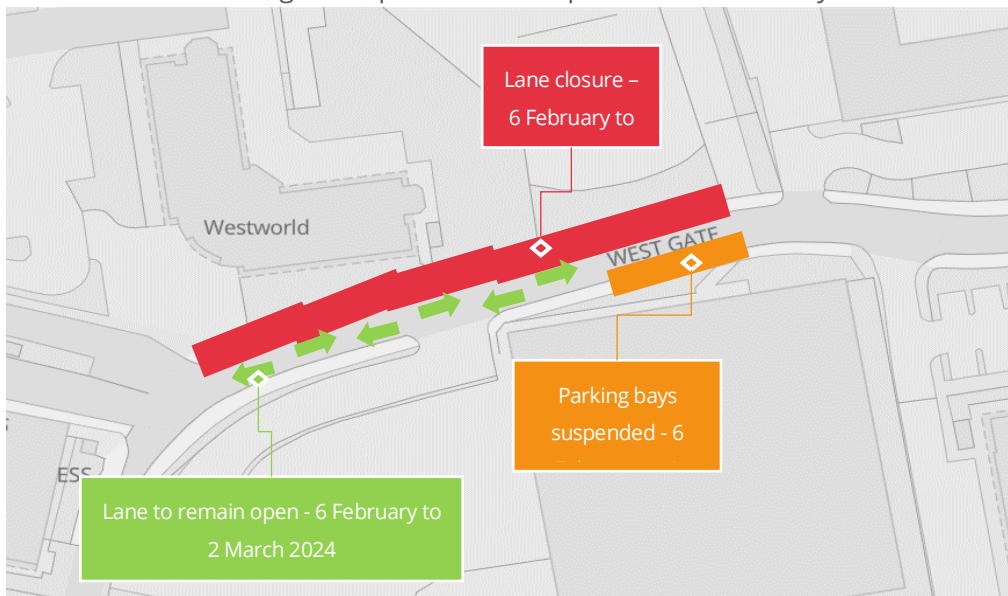 Lane closure –
6 February to
Westworld
WEST GATE
Parking bays
suspended - 6
ESS
Lane to remain open - 6 February to
2 March 2024